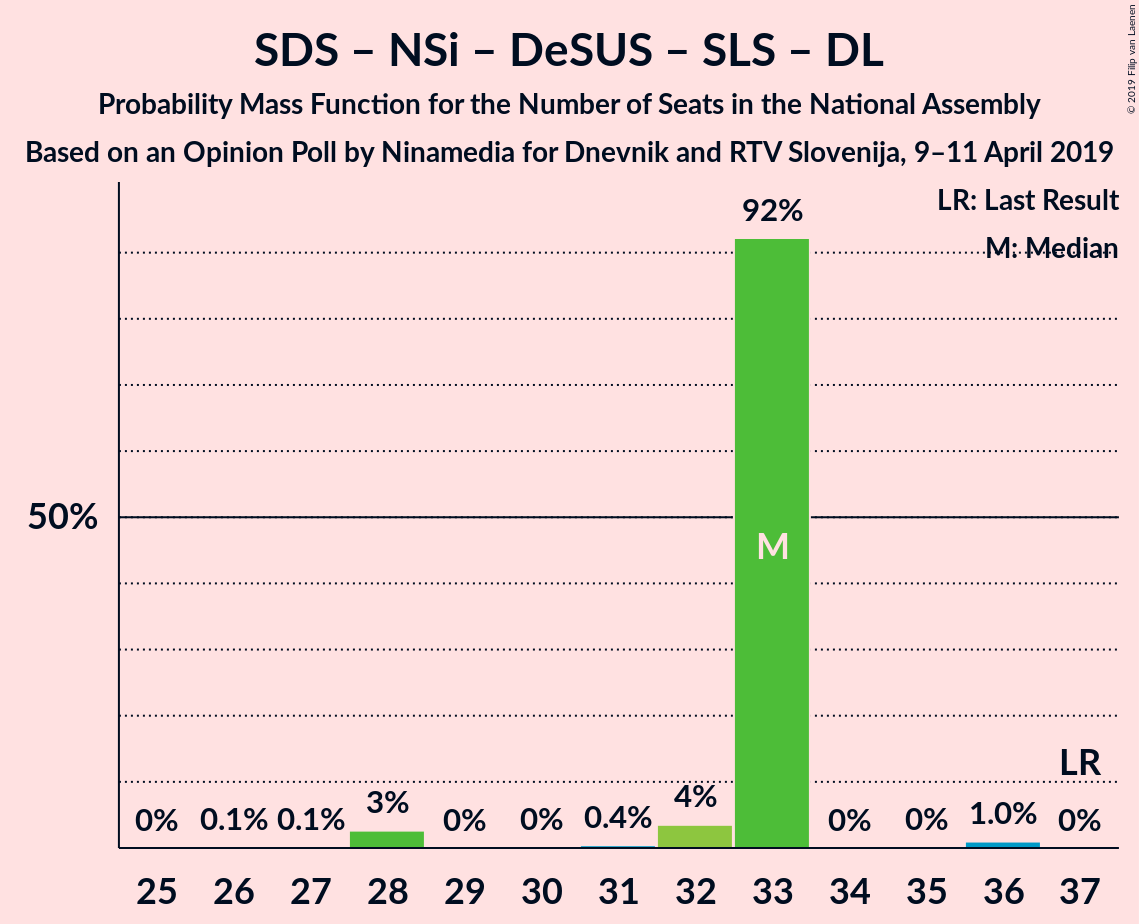 SDS – NSi – DeSUS – SLS – DL
Probability Mass Function for the Number of Seats in the National Assembly
Based on an Opinion Poll by Ninamedia for Dnevnik and RTV Slovenija, 9–11 April 2019
© 2019 Filip van Laenen
LR: Last Result
M: Median
92%
50%
M
LR
0% 0.1% 0.1% 3% 0% 0% 0.4% 4% 0% 0% 1.0% 0%
25 26 27 28 29 30 31 32 33 34 35 36 37